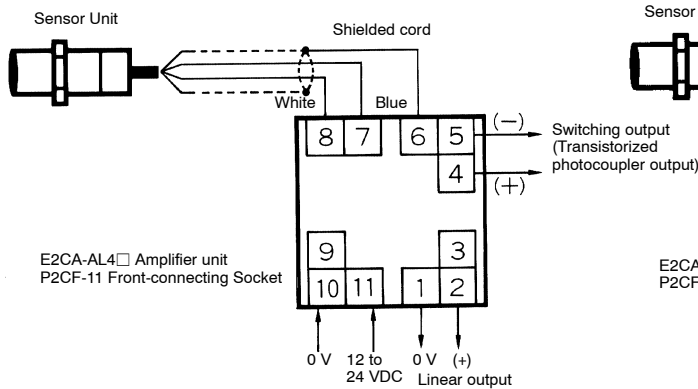 Sensor Unit
Sensor
Shielded cord
White
Blue
8 7 6 5
(−)
Switching output
(Transistorized
photocoupler output)
4
(+)
9 3
E2CA-AL4□ Amplifier unit
P2CF-11 Front-connecting Socket
E2CA
P2CF
10 11 1 2
0 V
12 to
24 VDC
0 V
(+)
Linear output